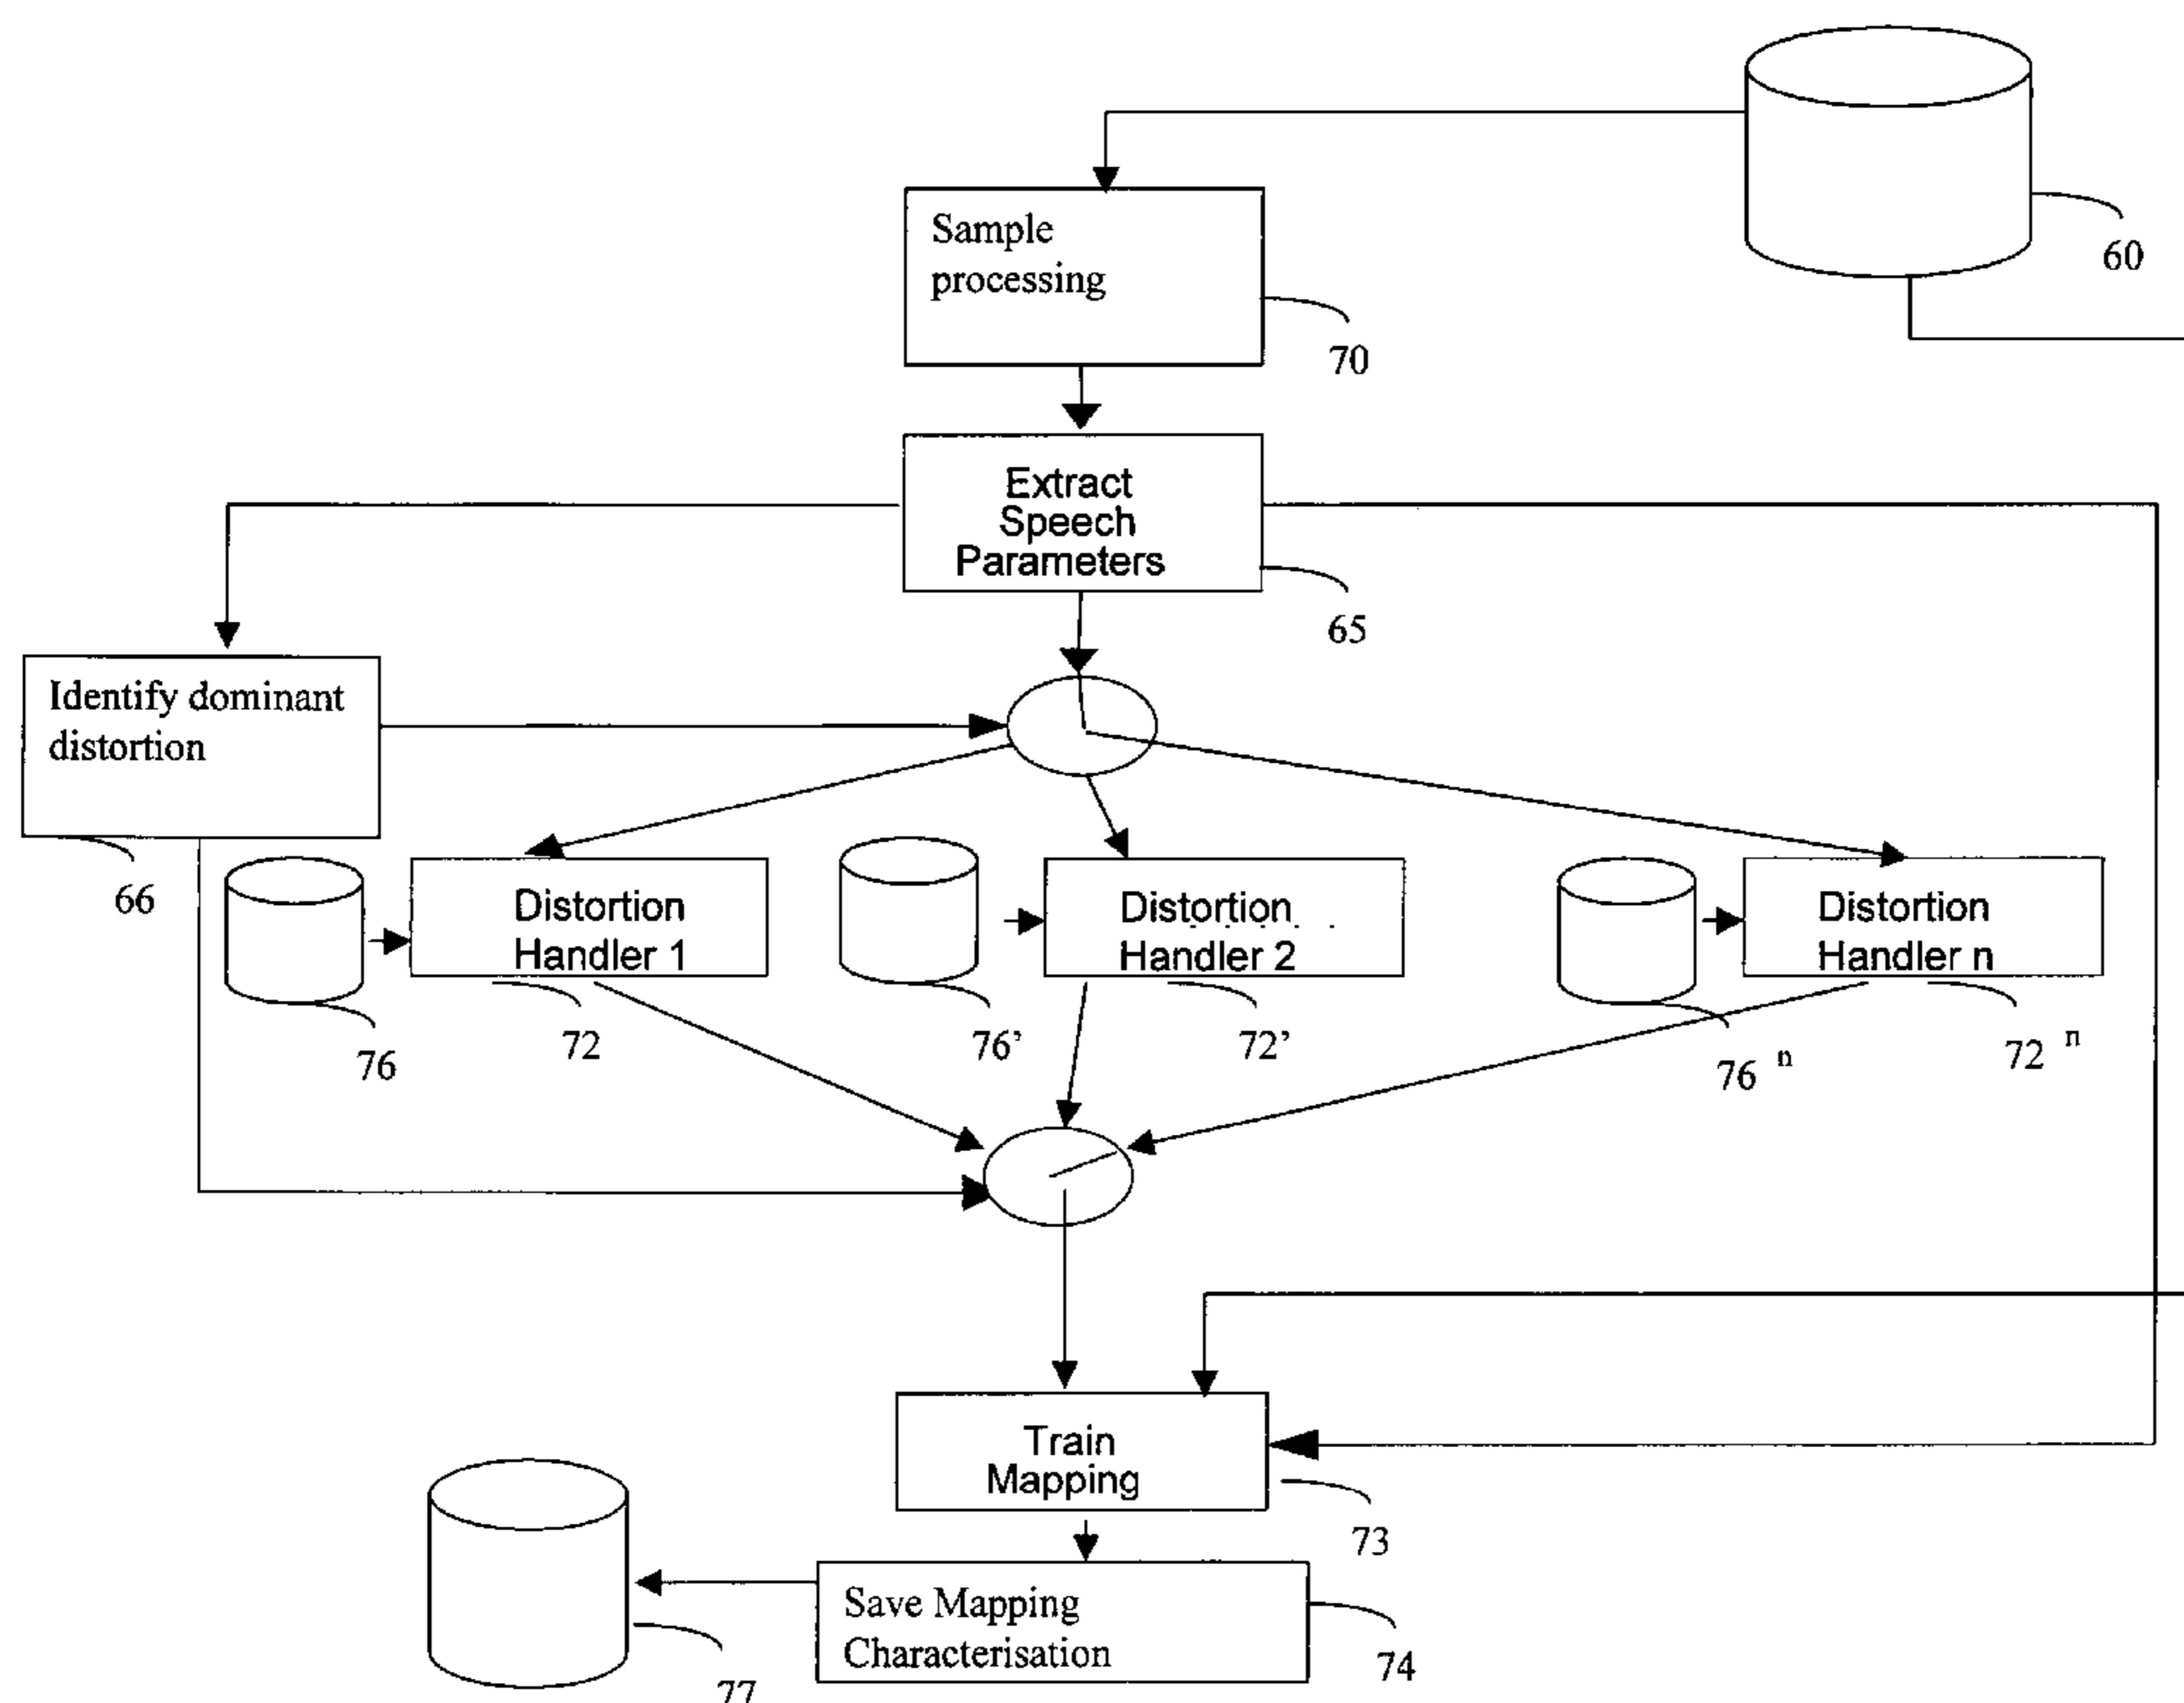 60
Sample
processing
70
Extract
Speech
Parameters
65
Identify dominant
distortion
66
Distortion
Handler 1
Distortion
Handler 2
Distortion
Handler n
76
72
76’
72’
76 n
72 n
Train
Mapping
73
Save Mapping
Characterisation
74
77